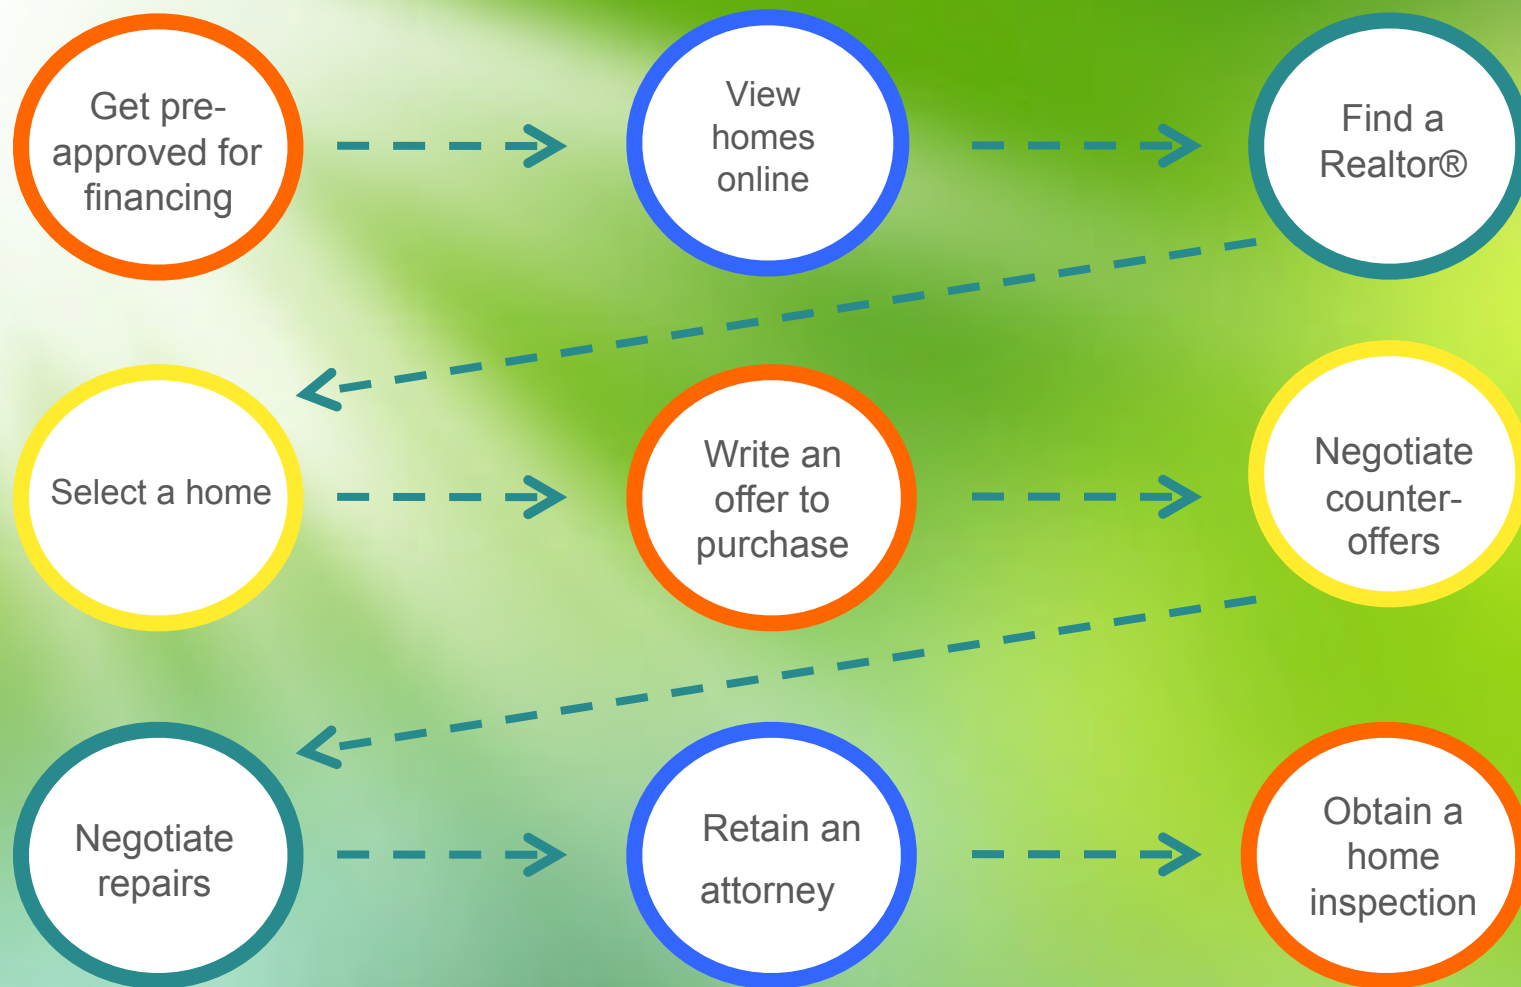 Get pre-
approved for
financing
View
homes
online
Find a
Realtor®
Select a home
Write an
offer to
purchase
Negotiate
counter-
offers
Negotiate
repairs
Retain an
attorney
Obtain a
home
inspection